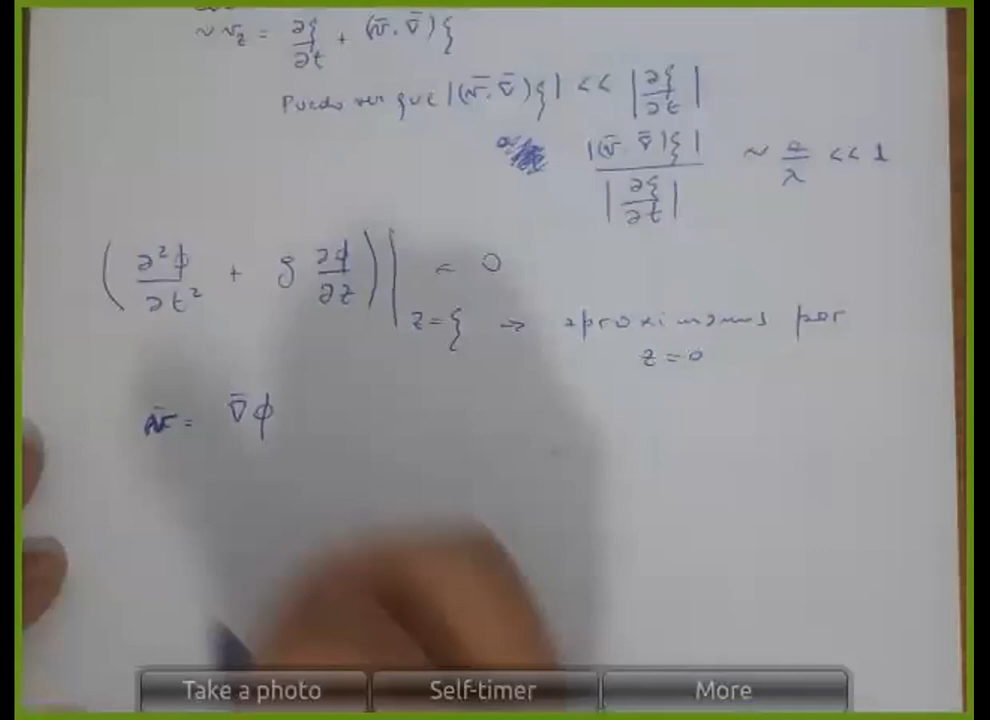 ~ v_z = ∂ξ/∂t + (v̄ · ∇̄) ξ
Puedo ver que |(v̄ · ∇̄) ξ| << |∂ξ/∂t|
|(v̄ · ∇̄) ξ| / |∂ξ/∂t| ~ a/λ << 1
(∂²φ/∂t² + g ∂φ/∂z)|_{z=ξ} = 0 → aproximamos por
z=0
v̄ = ∇̄φ
Take a photo Self-timer More